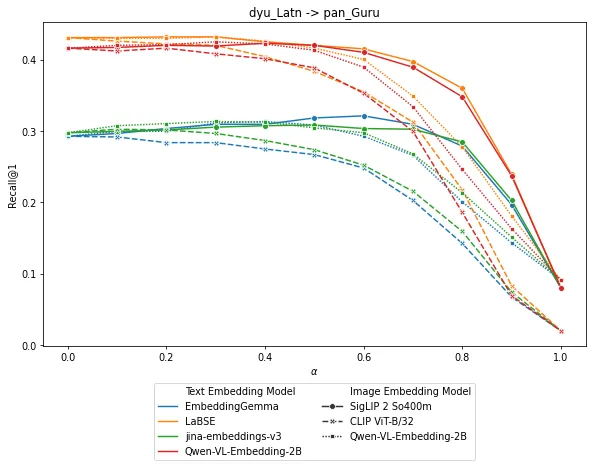 dyu_Latn -> pan_Guru
Recall@1
0.4
0.3
0.2
0.1
0.0
0.0 0.2 0.4 0.6 0.8 1.0
α
Text Embedding Model
EmbeddingGemma
LaBSE
jina-embeddings-v3
Qwen-VL-Embedding-2B
Image Embedding Model
SigLIP 2 So400m
CLIP ViT-B/32
Qwen-VL-Embedding-2B